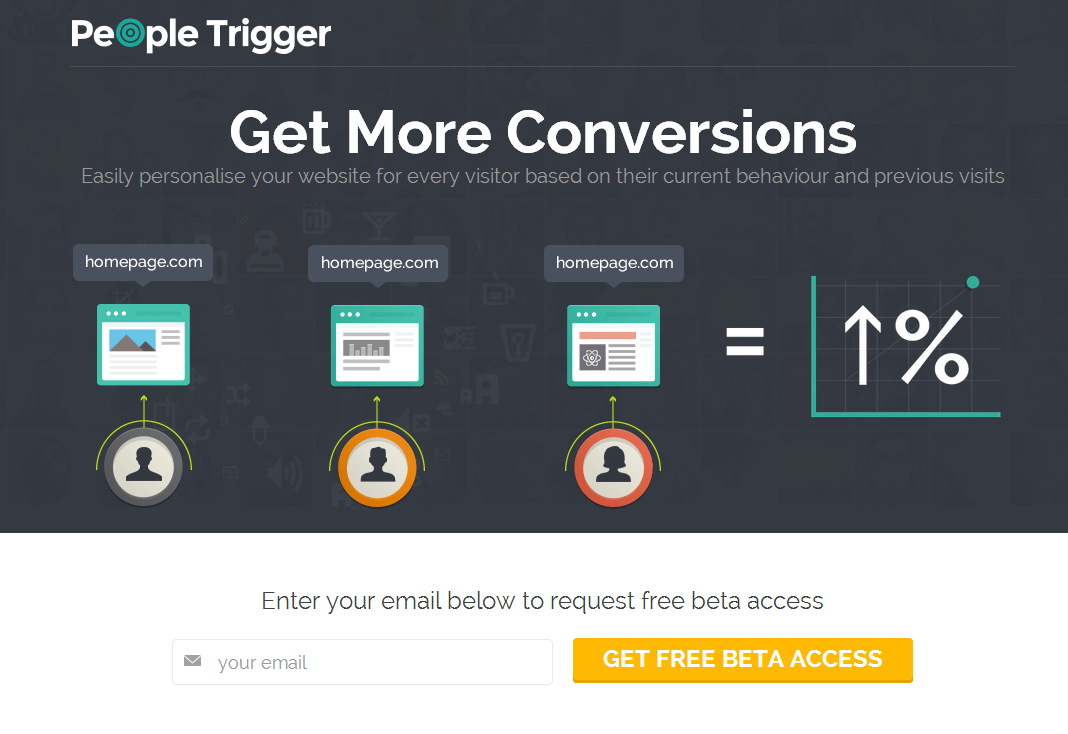 People Trigger
Get More Conversions
Easily personalise your website for every visitor based on their current behaviour and previous visits
homepage.com homepage.com homepage.com
= %
Enter your email below to request free beta access
your email GET FREE BETA ACCESS